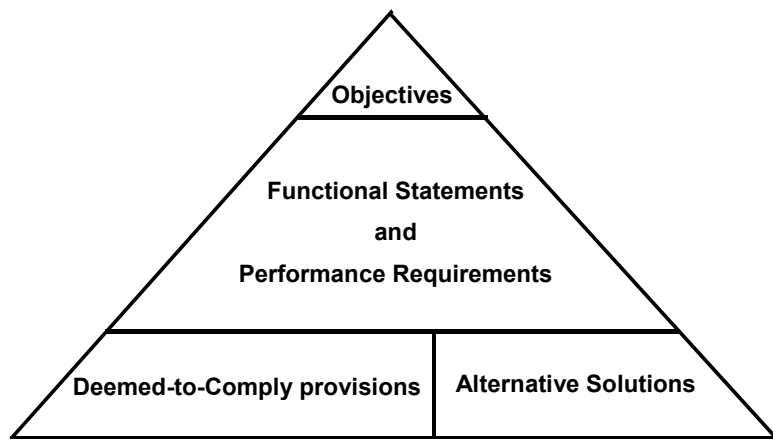 Objectives
Functional Statements
and
Performance Requirements
Deemed-to-Comply provisions
Alternative Solutions